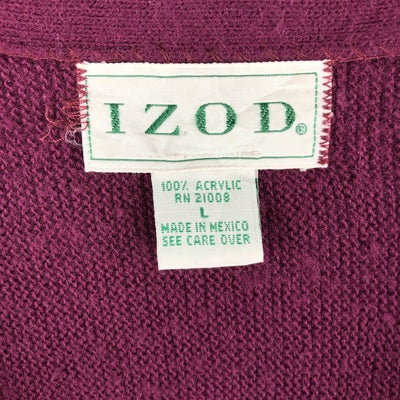 IZOD®
100% ACRYLIC
RN 21008
L
MADE IN MEXICO
SEE CARE OVER